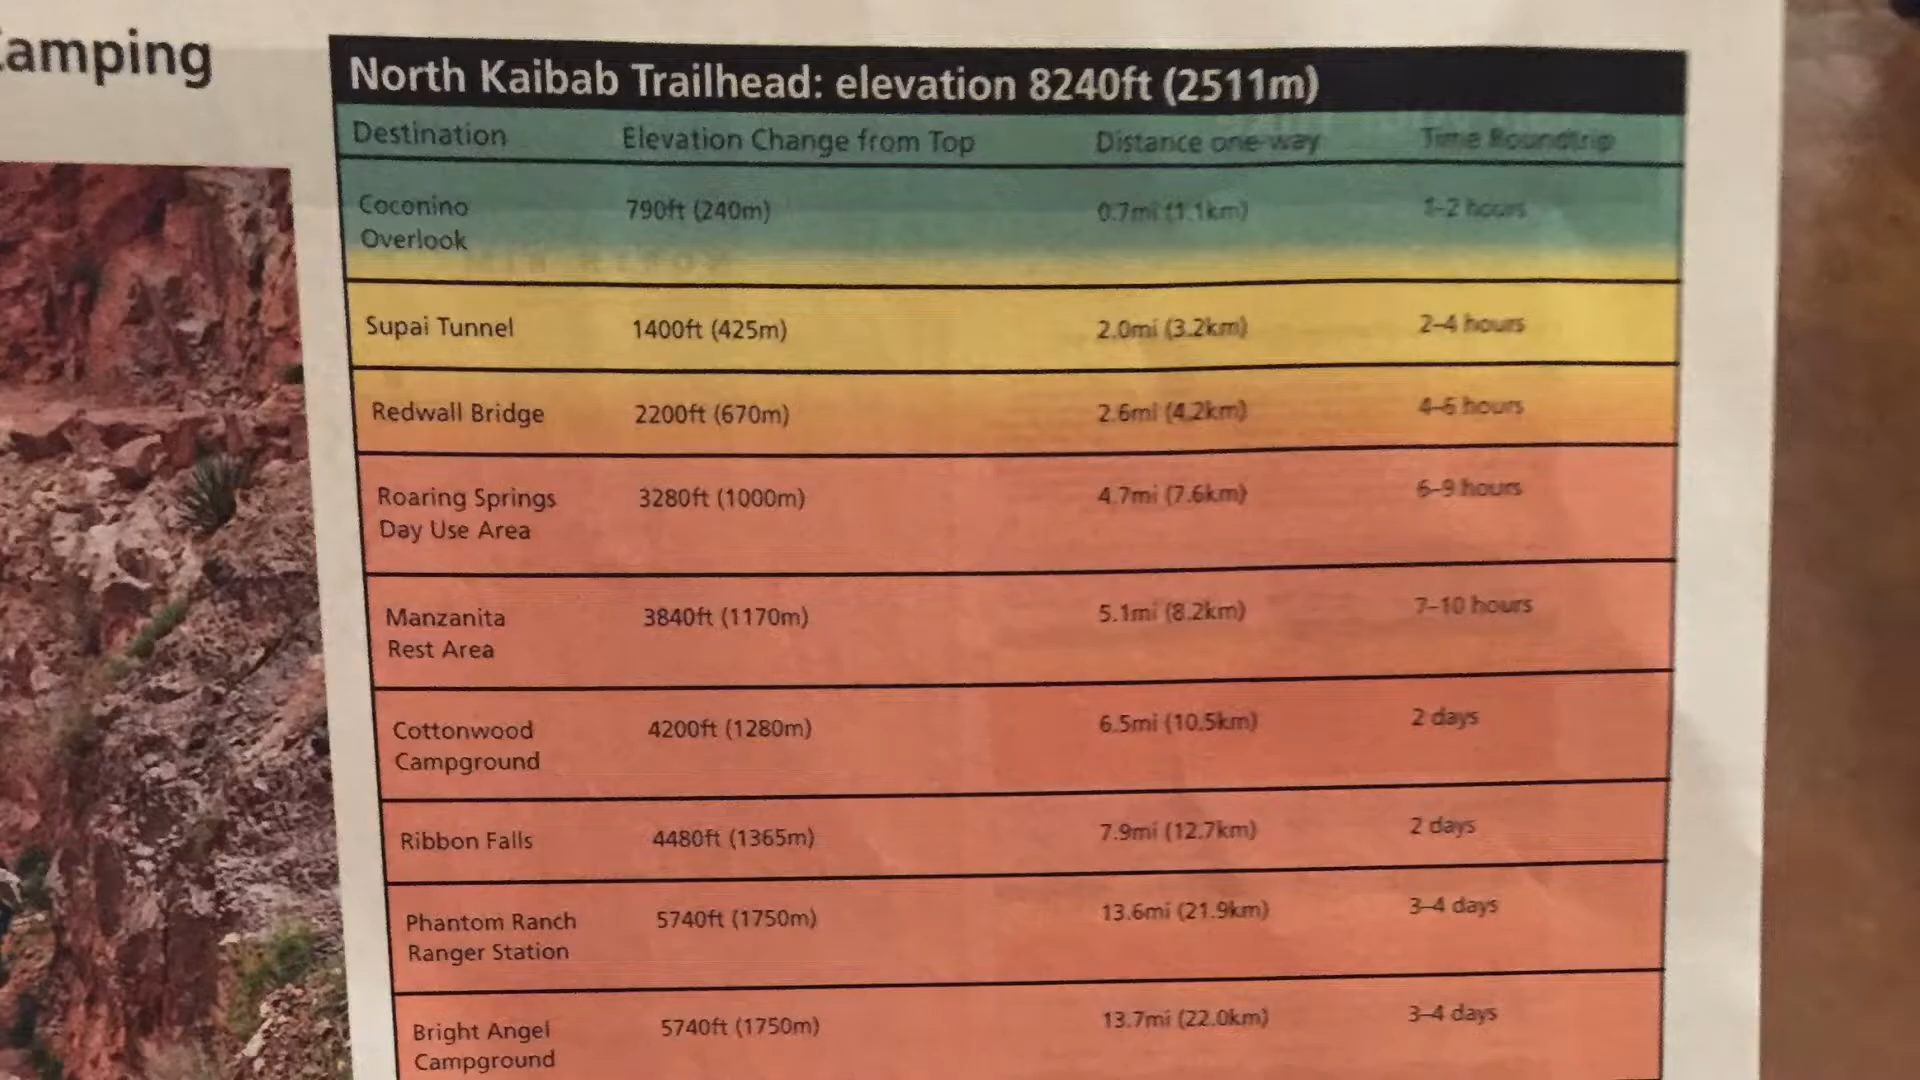 amping
North Kaibab Trailhead: elevation 8240ft (2511m)
Destination Elevation Change from Top Distance one-way Time Roundtrip
Coconino 790ft (240m) 0.7mi (1.1km) 1–2 hours
Overlook
Supai Tunnel 1400ft (425m) 2.0mi (3.2km) 2–4 hours
Redwall Bridge 2200ft (670m) 2.6mi (4.2km) 4–6 hours
Roaring Springs 3280ft (1000m) 4.7mi (7.6km) 6–9 hours
Day Use Area
Manzanita 3840ft (1170m) 5.1mi (8.2km) 7–10 hours
Rest Area
Cottonwood 4200ft (1280m) 6.5mi (10.5km) 2 days
Campground
Ribbon Falls 4480ft (1365m) 7.9mi (12.7km) 2 days
Phantom Ranch 5740ft (1750m) 13.6mi (21.9km) 3–4 days
Ranger Station
Bright Angel 5740ft (1750m) 13.7mi (22.0km) 3–4 days
Campground